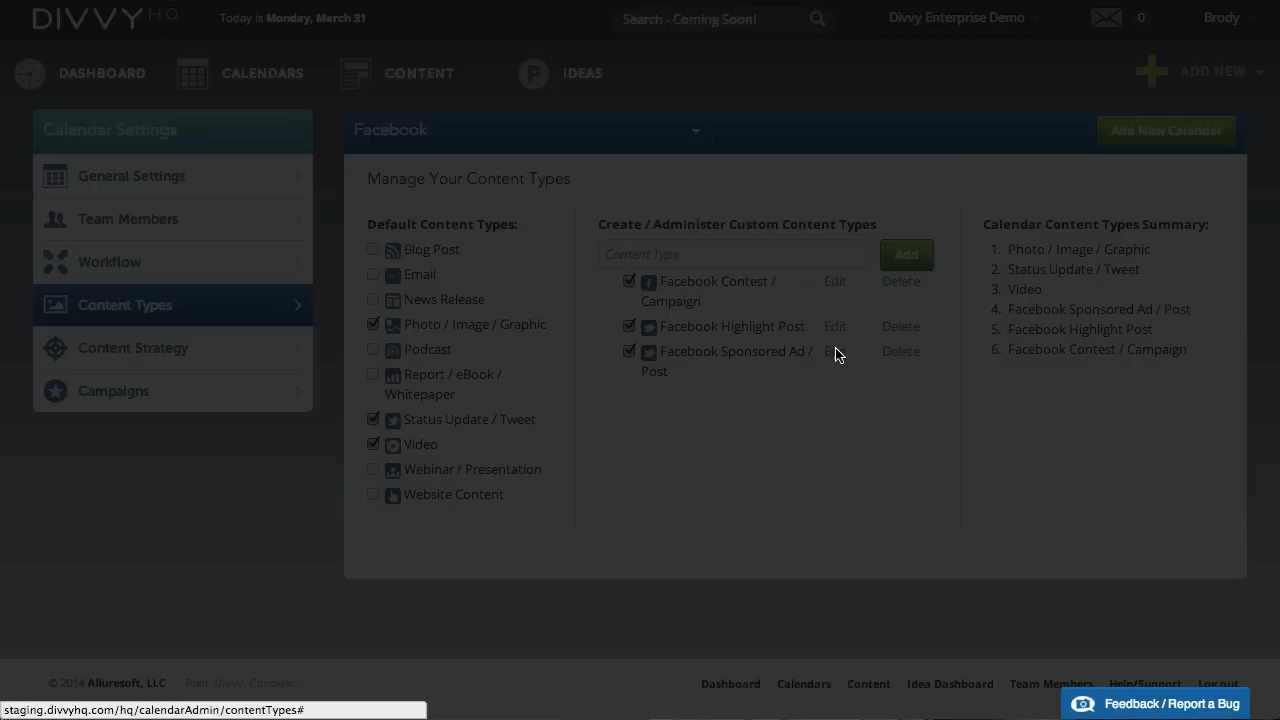 DIVVY HQ
Today is Monday, March 31
Search - Coming Soon!
Divvy Enterprise Demo
0
Brody
DASHBOARD
CALENDARS
CONTENT
P
IDEAS
ADD NEW
Calendar Settings
General Settings
Team Members
Workflow
Content Types
Content Strategy
Campaigns
Facebook
Add New Calendar
Manage Your Content Types
Default Content Types:
Blog Post
Email
News Release
Photo / Image / Graphic
Podcast
Report / eBook /
Whitepaper
Status Update / Tweet
Video
Webinar / Presentation
Website Content
Create / Administer Custom Content Types
Content Type
Add
Facebook Contest / Edit Delete
Campaign
Facebook Highlight Post Edit Delete
Facebook Sponsored Ad / Edit Delete
Post
Calendar Content Types Summary:
1. Photo / Image / Graphic
2. Status Update / Tweet
3. Video
4. Facebook Sponsored Ad / Post
5. Facebook Highlight Post
6. Facebook Contest / Campaign
© 2014 Alluresoft, LLC Plan. Divvy. Conquer.
Dashboard Calendars Content Idea Dashboard Team Members Help/Support Log out
Feedback / Report a Bug
staging.divvyhq.com/hq/calendarAdmin/contentTypes#